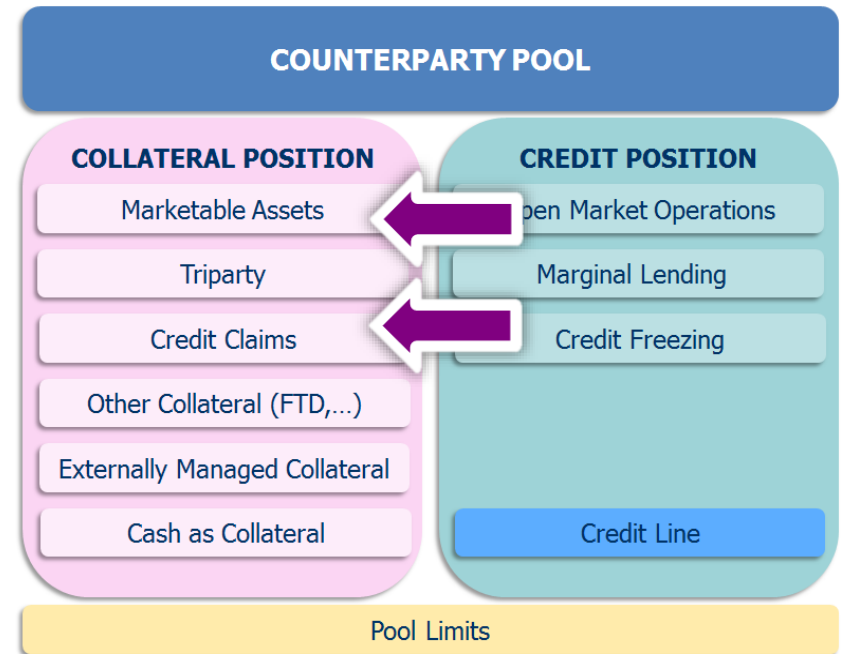 COUNTERPARTY POOL
COLLATERAL POSITION
Marketable Assets
Triparty
Credit Claims
Other Collateral (FTD,...)
Externally Managed Collateral
Cash as Collateral
CREDIT POSITION
pen Market Operations
Marginal Lending
Credit Freezing
Credit Line
Pool Limits